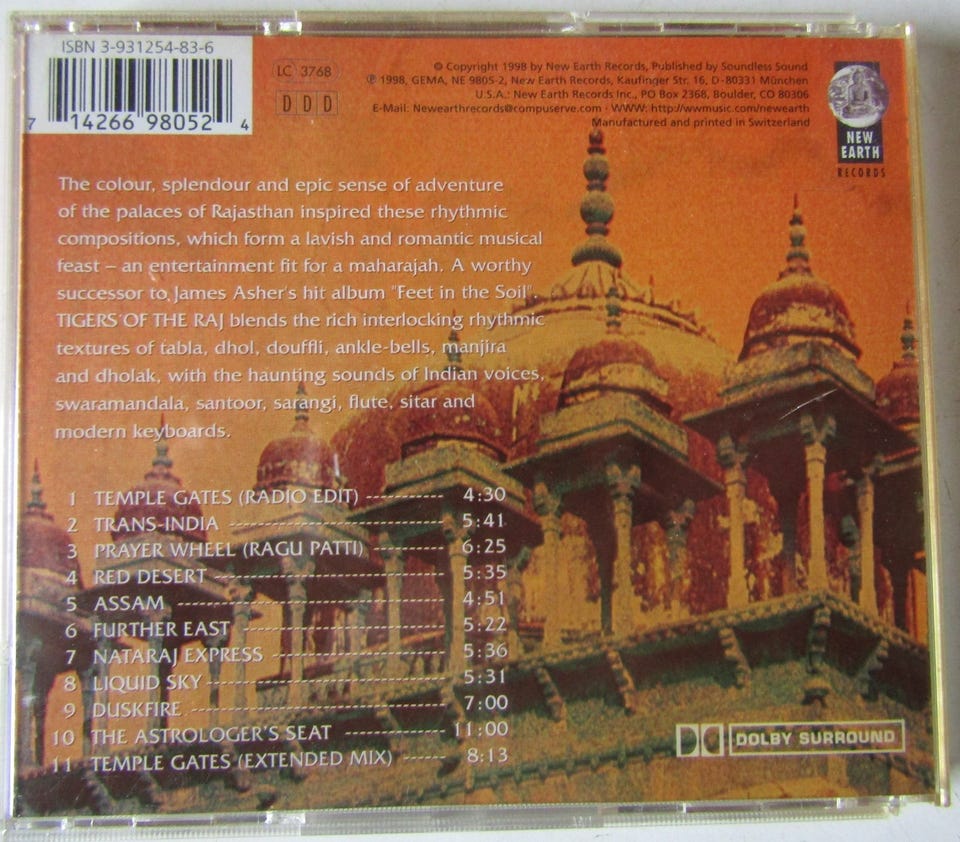 ISBN 3-931254-83-6
7 14266 98052 4
LC 3768
D D D
© Copyright 1998 by New Earth Records, Published by Soundless Sound
℗ 1998, GEMA, NE 9805-2, New Earth Records, Kaufinger Str. 16, D-80331 München
U.S.A.: New Earth Records Inc., PO Box 2368, Boulder, CO 80306
E-Mail: Newearthrecords@compuserve.com · WWW: http://wwmusic.com/newearth
Manufactured and printed in Switzerland
NEW
EARTH
RECORDS
The colour, splendour and epic sense of adventure
of the palaces of Rajasthan inspired these rhythmic
compositions, which form a lavish and romantic musical
feast – an entertainment fit for a maharajah. A worthy
successor to James Asher's hit album "Feet in the Soil".
TIGERS OF THE RAJ blends the rich interlocking rhythmic
textures of tabla, dhol, douffli, ankle-bells, manjira
and dholak, with the haunting sounds of Indian voices,
swaramandala, santoor, sarangi, flute, sitar and
modern keyboards.
1 TEMPLE GATES (RADIO EDIT) ----------- 4:30
2 TRANS-INDIA ----------- 5:41
3 PRAYER WHEEL (RAGU PATTI) ----------- 6:25
4 RED DESERT ----------- 5:35
5 ASSAM ----------- 4:51
6 FURTHER EAST ----------- 5:22
7 NATARAJ EXPRESS ----------- 5:36
8 LIQUID SKY ----------- 5:31
9 DUSKFIRE ----------- 7:00
10 THE ASTROLOGER'S SEAT ----------- 11:00
11 TEMPLE GATES (EXTENDED MIX) ------ 8:13
DOLBY SURROUND